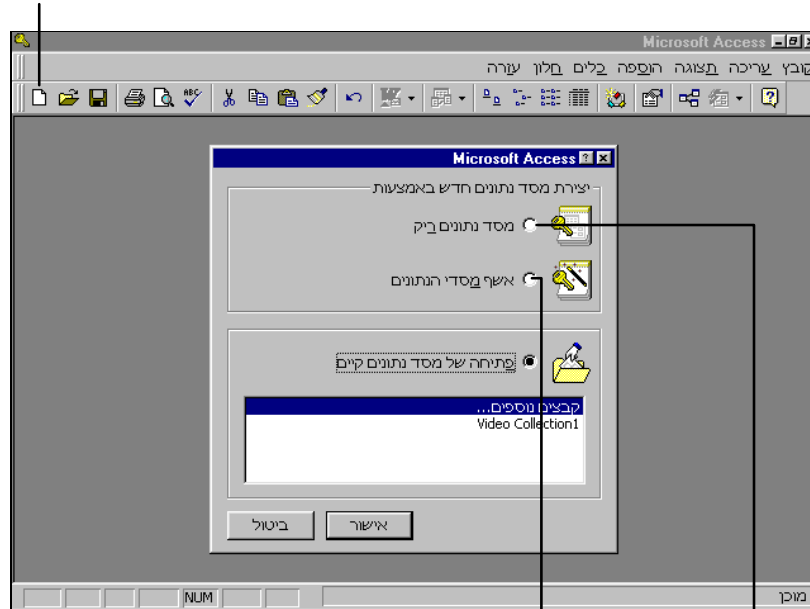 Microsoft Access
קובץ עריכה תצוגה הוספה כלים חלון עזרה
ABC
Microsoft Access
יצירת מסד נתונים חדש באמצעות
מסד נתונים ריק
אשף מסדי הנתונים
פתיחה של מסד נתונים קיים
קבצים נוספים...
Video Collection1
אישור
ביטול
מוכן
NUM